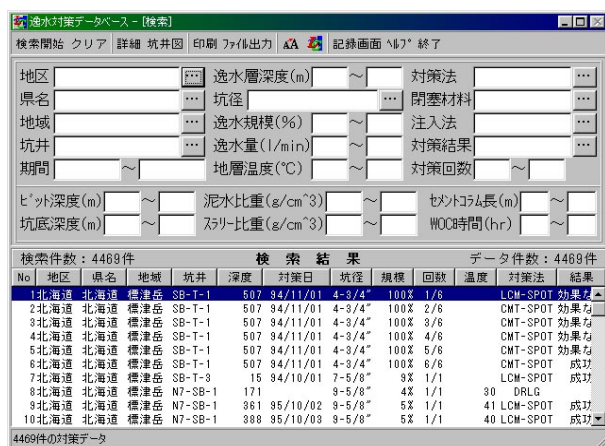 逸水対策データベース - [検索]
検索開始 クリア 詳細 坑井図 印刷 ファイル出力 AA 記録画面 ヘルプ 終了
地区 逸水層深度(m) ～ 対策法
県名 坑径 閉塞材料
地域 逸水規模(%) ～ 注入法
坑井 逸水量(l/min) ～ 対策結果
期間 ～ 地層温度(℃) ～ 対策回数 ～
ビット深度(m) ～ 泥水比重(g/cm^3) ～ セメントコラム長(m) ～
坑底深度(m) ～ スラリー比重(g/cm^3) ～ WOC時間(hr) ～
検索件数：4469件 検索結果 データ件数：4469件
No 地区 県名 地域 坑井 深度 対策日 坑径 規模 回数 温度 対策法 結果
1 北海道 北海道 標津岳 SB-T-1 507 94/11/01 4-3/4" 100% 1/6 LCM-SPOT 効果な
2 北海道 北海道 標津岳 SB-T-1 507 94/11/01 4-3/4" 100% 2/6 CMT-SPOT 効果な
3 北海道 北海道 標津岳 SB-T-1 507 94/11/01 4-3/4" 100% 3/6 CMT-SPOT 効果な
4 北海道 北海道 標津岳 SB-T-1 507 94/11/01 4-3/4" 100% 4/6 CMT-SPOT 効果な
5 北海道 北海道 標津岳 SB-T-1 507 94/11/01 4-3/4" 100% 5/6 CMT-SPOT 効果な
6 北海道 北海道 標津岳 SB-T-1 507 94/11/01 4-3/4" 100% 6/6 CMT-SPOT 成功
7 北海道 北海道 標津岳 SB-T-3 15 94/10/01 7-5/8" 9% 1/1 LCM-SPOT 成功
8 北海道 北海道 標津岳 N7-SB-1 171 9-5/8" 4% 1/1 30 DRLG
9 北海道 北海道 標津岳 N7-SB-1 361 95/10/02 9-5/8" 5% 1/1 41 LCM-SPOT 成功
10 北海道 北海道 標津岳 N7-SB-1 388 95/10/03 9-5/8" 5% 1/1 40 LCM-SPOT 成功
4469件の対策データ